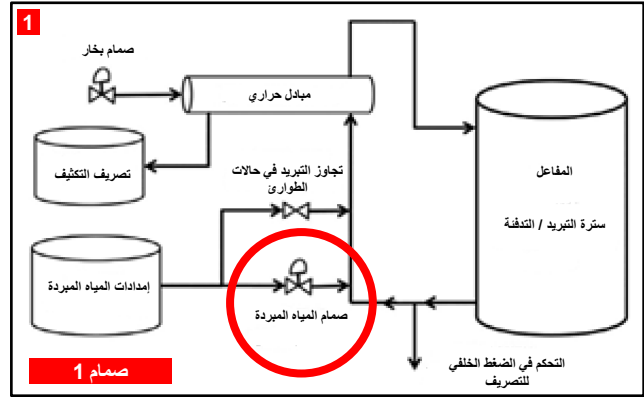 1
صمام بخار
مبادل حراري
تصريف التكثيف
تجاوز التبريد في حالات
الطوارئ
المفاعل
سترة التبريد / التدفئة
إمدادات المياه المبردة
صمام المياه المبردة
التحكم في الضغط الخلفي
للتصريف
صمام 1